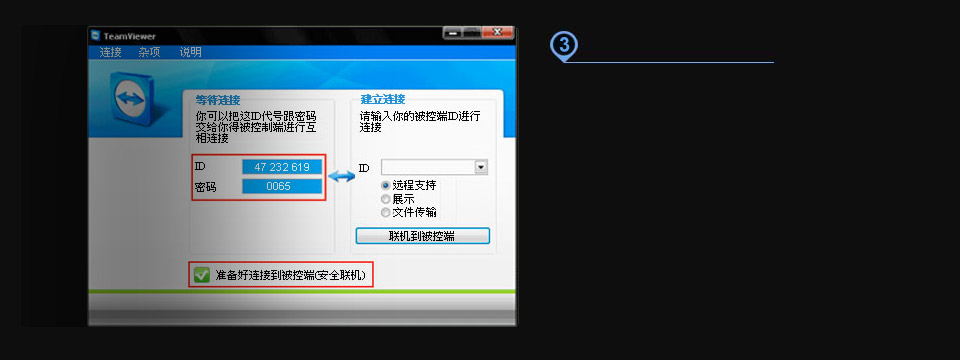 TeamViewer
连接 杂项 说明
等待连接
你可以把这ID代号跟密码
交给你得被控制端进行互
相连接
ID 47 232 619
密码 0065
建立连接
请输入你的被控端ID进行
连接
ID
远程支持
展示
文件传输
联机到被控端
准备好连接到被控端(安全联机)
3